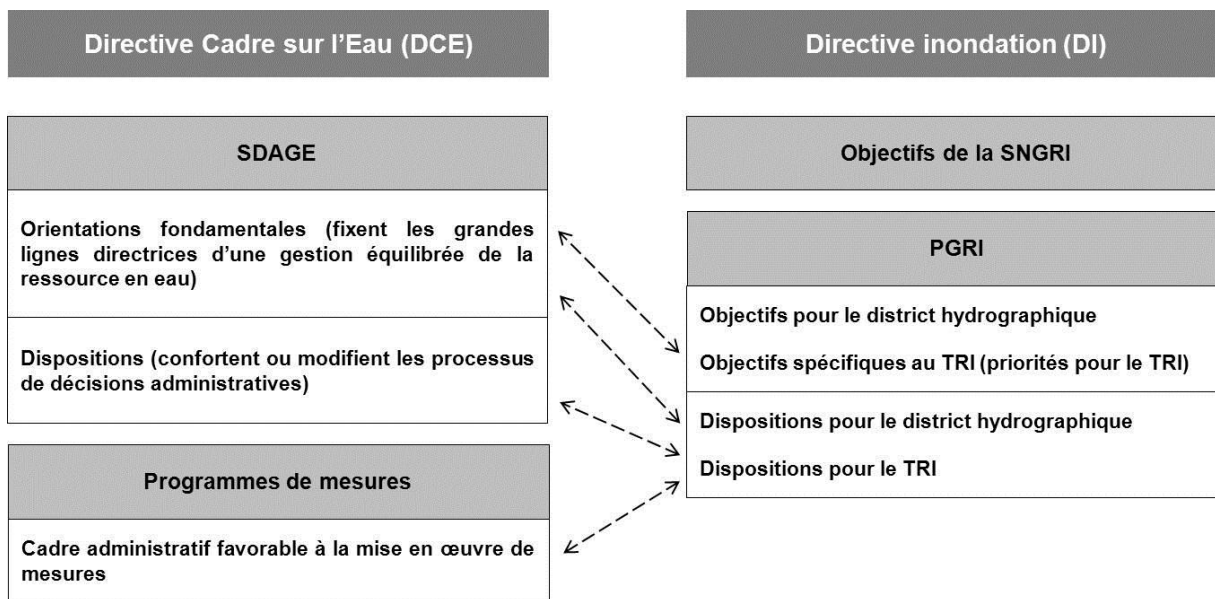 Directive Cadre sur l'Eau (DCE)
SDAGE
Orientations fondamentales (fixent les grandes
lignes directrices d'une gestion équilibrée de la
ressource en eau)
Dispositions (confortent ou modifient les processus
de décisions administratives)
Programmes de mesures
Cadre administratif favorable à la mise en œuvre de
mesures
Directive inondation (DI)
Objectifs de la SNGRI
PGRI
Objectifs pour le district hydrographique
Objectifs spécifiques au TRI (priorités pour le TRI)
Dispositions pour le district hydrographique
Dispositions pour le TRI